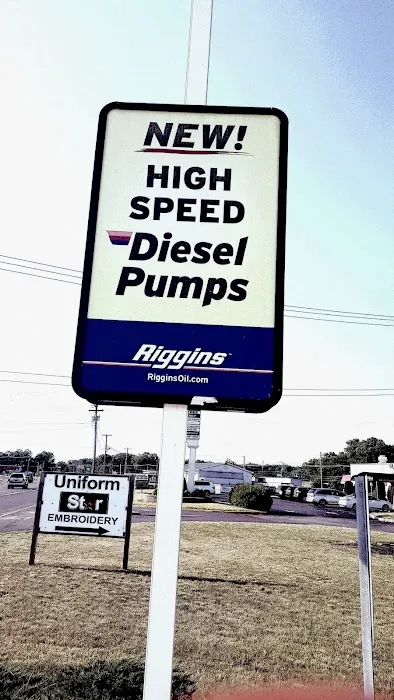 NEW!
HIGH
SPEED
Diesel
Pumps
Riggins
RigginsOil.com
Uniform
Star
EMBROIDERY